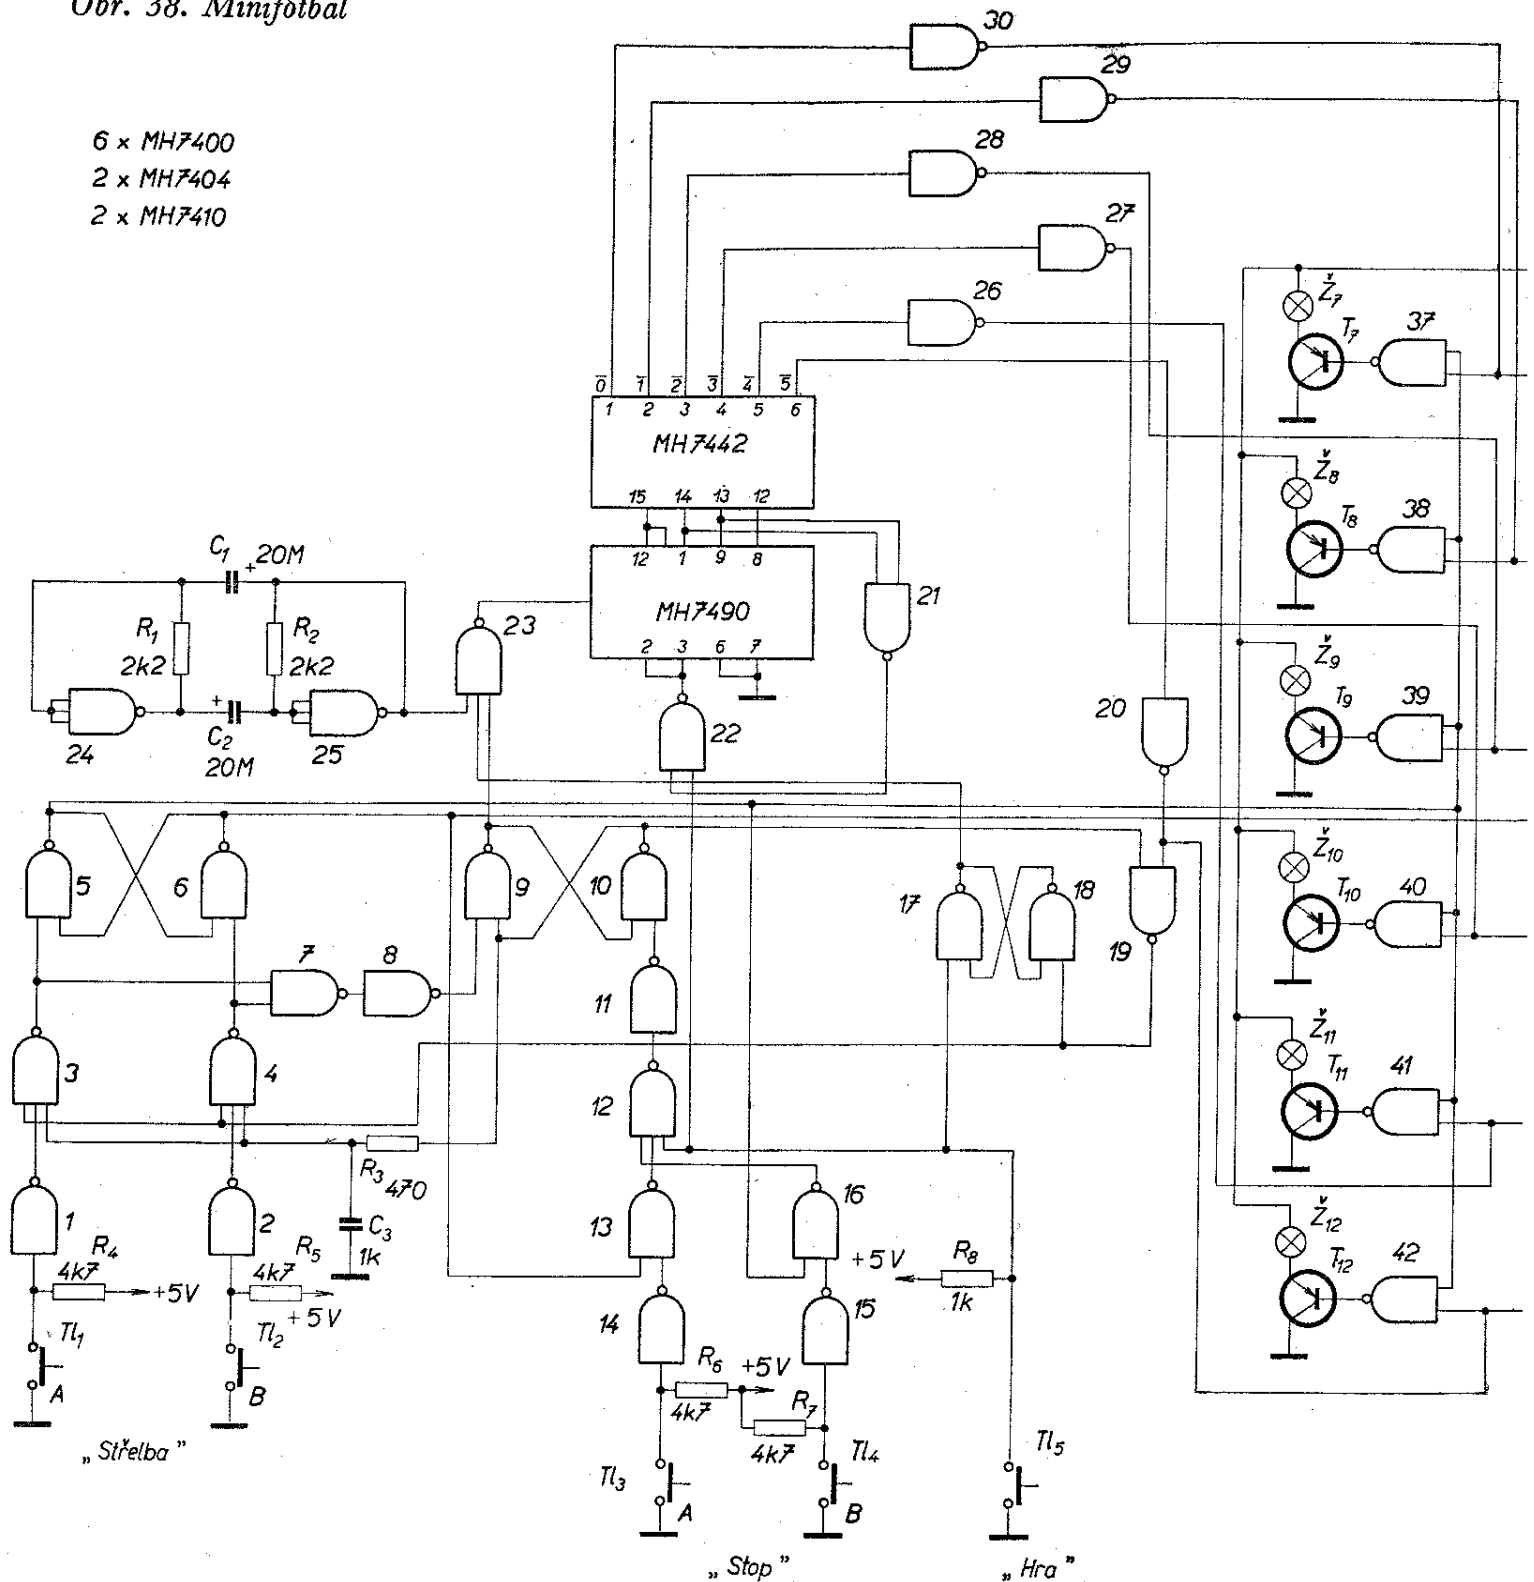 Obr. 38. Minifotbal
6 x MH7400
2 x MH7404
2 x MH7410
30
29
28
27
26
0 1 2 3 4 5
1 2 3 4 5 6
MH7442
15 14 13 12
12 1 9 8
MH7490
2 3 6 7
21
22
23
20
C1 + 20M
R1 2k2
R2 2k2
+
C2 20M
24
25
5
6
7
8
9
10
11
12
13
14
15
16
17
18
19
3
4
1
2
R3 470
C3 1k
R4 4k7 +5V
R5 4k7 +5V
R6 4k7 +5V
R7 4k7
+5V R8 1k
Tl1 A
Tl2 B
„Střelba”
Tl3 A
Tl4 B
„Stop”
Tl5
„Hra”
Ž7 T7 37
Ž8 T8 38
Ž9 T9 39
Ž10 T10 40
Ž11 T11 41
Ž12 T12 42